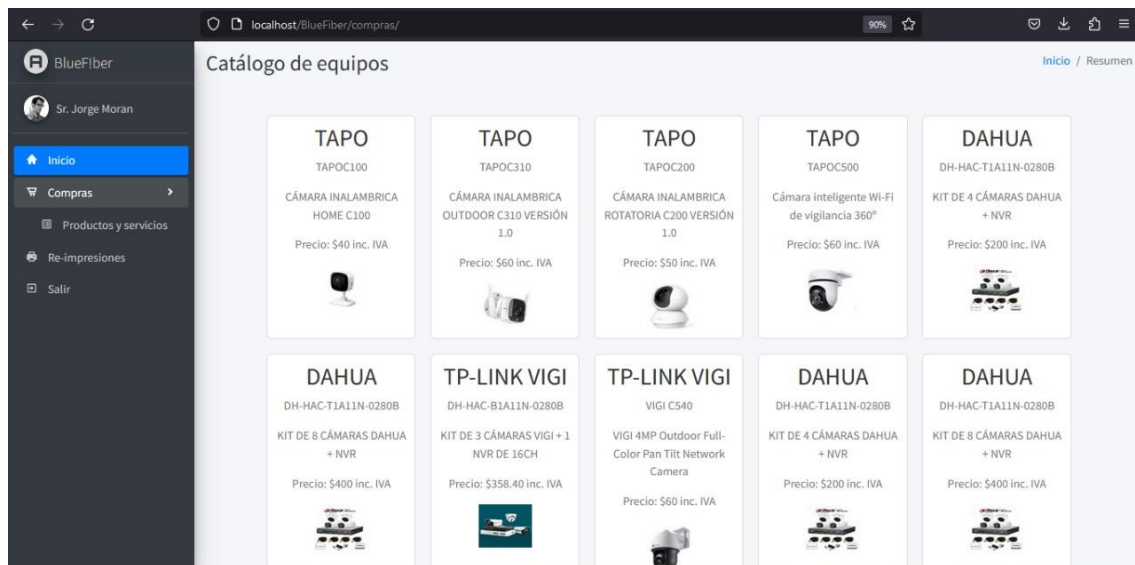 localhost/BlueFiber/compras/
90%
BlueF!ber
Catálogo de equipos
Inicio / Resumen
Sr. Jorge Moran
Inicio
Compras
Productos y servicios
Re-impresiones
Salir
TAPO
TAPOC100
CÁMARA INALAMBRICA
HOME C100
Precio: $40 inc. IVA
TAPO
TAPOC310
CÁMARA INALAMBRICA
OUTDOOR C310 VERSIÓN
1.0
Precio: $60 inc. IVA
TAPO
TAPOC200
CÁMARA INALAMBRICA
ROTATORIA C200 VERSIÓN
1.0
Precio: $50 inc. IVA
TAPO
TAPOC500
Cámara inteligente Wi-Fi
de vigilancia 360º
Precio: $60 inc. IVA
DAHUA
DH-HAC-T1A11N-0280B
KIT DE 4 CÁMARAS DAHUA
+ NVR
Precio: $200 inc. IVA
DAHUA
DH-HAC-T1A11N-0280B
KIT DE 8 CÁMARAS DAHUA
+ NVR
Precio: $400 inc. IVA
TP-LINK VIGI
DH-HAC-B1A11N-0280B
KIT DE 3 CÁMARAS VIGI + 1
NVR DE 16CH
Precio: $358.40 inc. IVA
TP-LINK VIGI
VIGI C540
VIGI 4MP Outdoor Full-
Color Pan Tilt Network
Camera
Precio: $60 inc. IVA
DAHUA
DH-HAC-T1A11N-0280B
KIT DE 4 CÁMARAS DAHUA
+ NVR
Precio: $200 inc. IVA
DAHUA
DH-HAC-T1A11N-0280B
KIT DE 8 CÁMARAS DAHUA
+ NVR
Precio: $400 inc. IVA